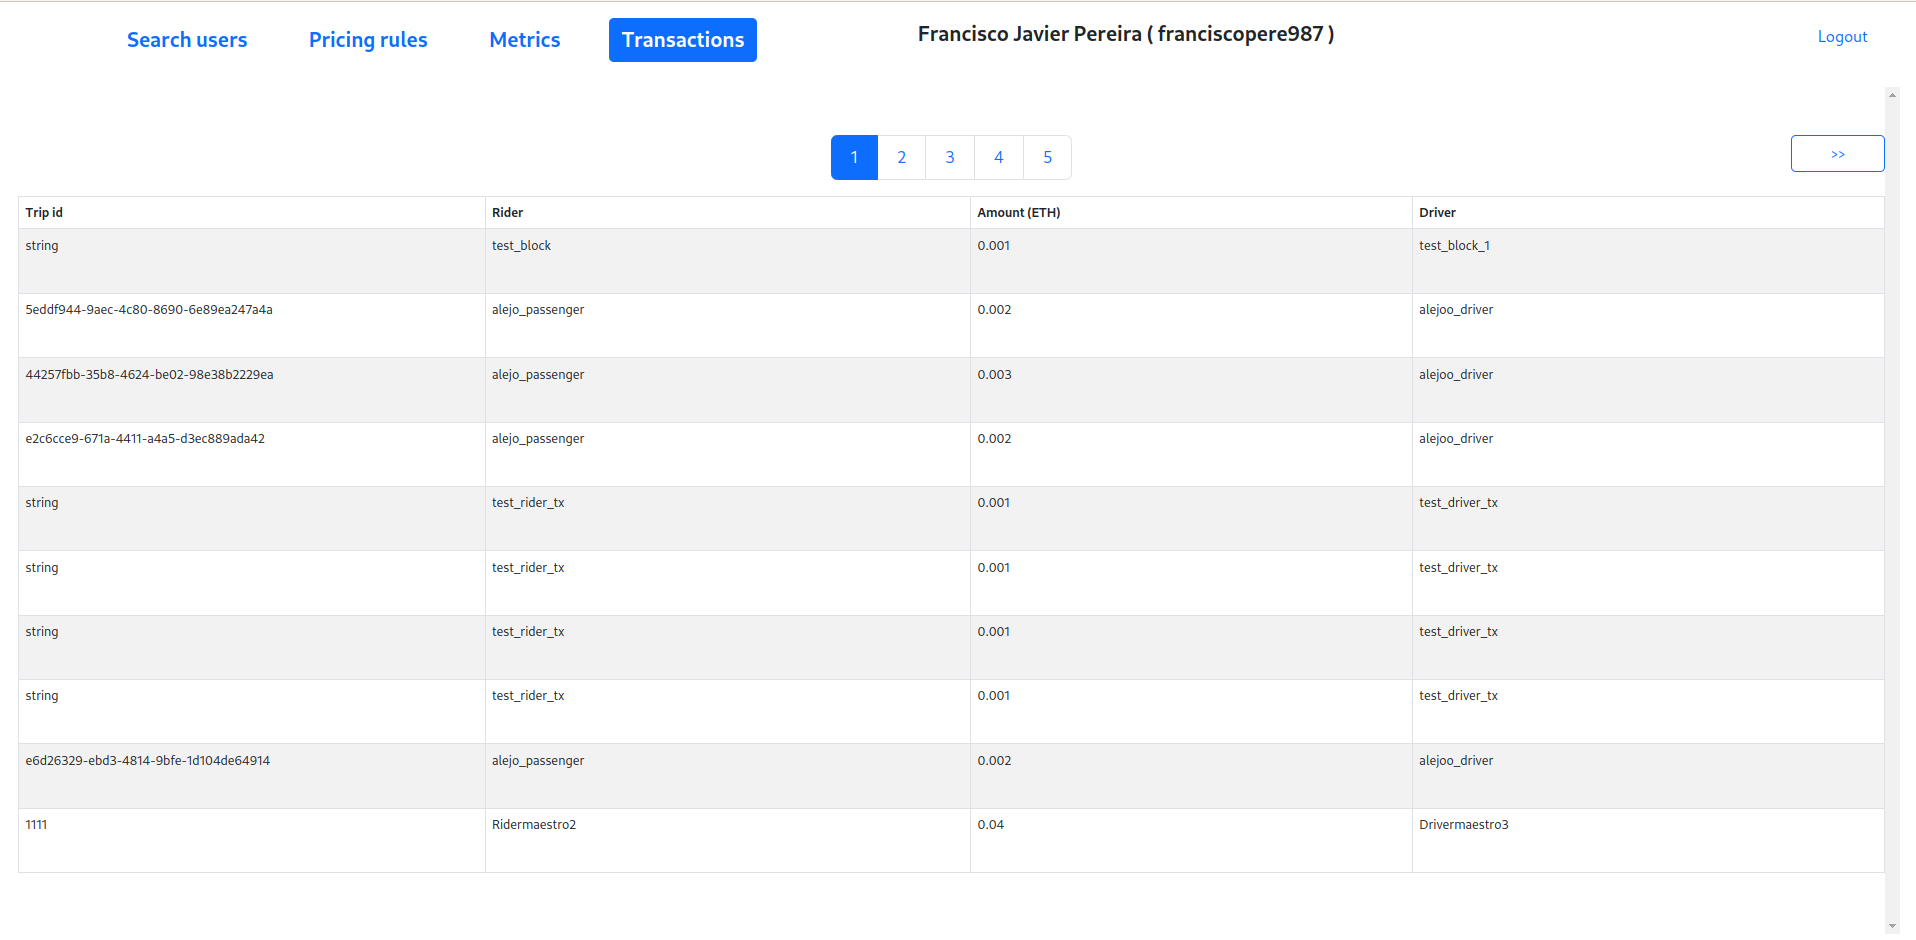 Search users Pricing rules Metrics Transactions Francisco Javier Pereira ( franciscopere987 ) Logout
1 2 3 4 5 >>
Trip id Rider Amount (ETH) Driver
string test_block 0.001 test_block_1
5eddf944-9aec-4c80-8690-6e89ea247a4a alejo_passenger 0.002 alejoo_driver
44257fbb-35b8-4624-be02-98e38b2229ea alejo_passenger 0.003 alejoo_driver
e2c6cce9-671a-4411-a4a5-d3ec889ada42 alejo_passenger 0.002 alejoo_driver
string test_rider_tx 0.001 test_driver_tx
string test_rider_tx 0.001 test_driver_tx
string test_rider_tx 0.001 test_driver_tx
string test_rider_tx 0.001 test_driver_tx
e6d26329-ebd3-4814-9bfe-1d104de64914 alejo_passenger 0.002 alejoo_driver
1111 Ridermaestro2 0.04 Drivermaestro3